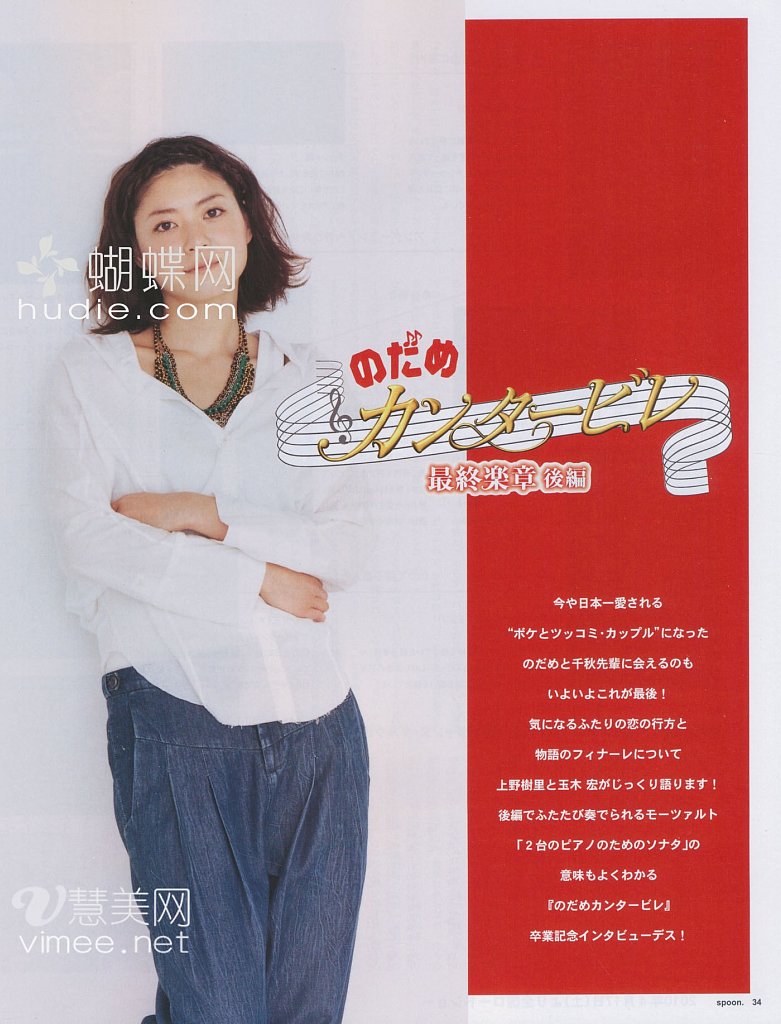 蝴蝶网
hudie.com
のだめ
カンタービレ
最終楽章 後編
今や日本一愛される
“ボケとツッコミ・カップル”になった
のだめと千秋先輩に会えるのも
いよいよこれが最後！
気になるふたりの恋の行方と
物語のフィナーレについて
上野樹里と玉木 宏がじっくり語ります！
後編でふたたび奏でられるモーツァルト
「2台のピアノのためのソナタ」の
意味もよくわかる
『のだめカンタービレ』
卒業記念インタビューデス！
慧美网
vimee.net
spoon. 34